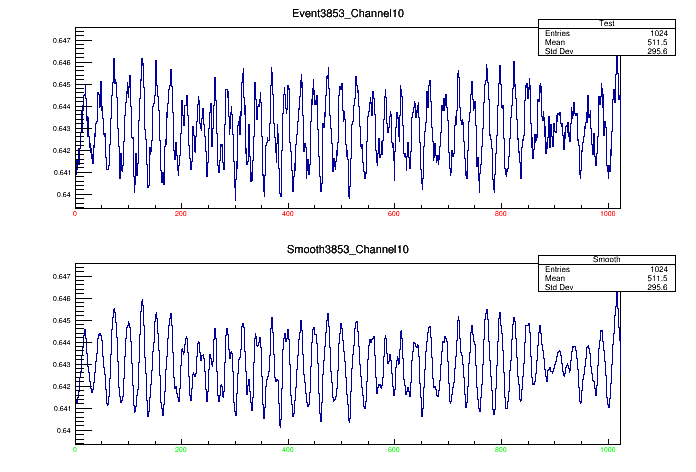 Event3853_Channel10
Test
Entries 1024
Mean 511.5
Std Dev 295.6
0.647
0.646
0.645
0.644
0.643
0.642
0.641
0.64
0 200 400 600 800 1000
Smooth3853_Channel10
Smooth
Entries 1024
Mean 511.5
Std Dev 295.6
0.647
0.646
0.645
0.644
0.643
0.642
0.641
0.64
0 200 400 600 800 1000